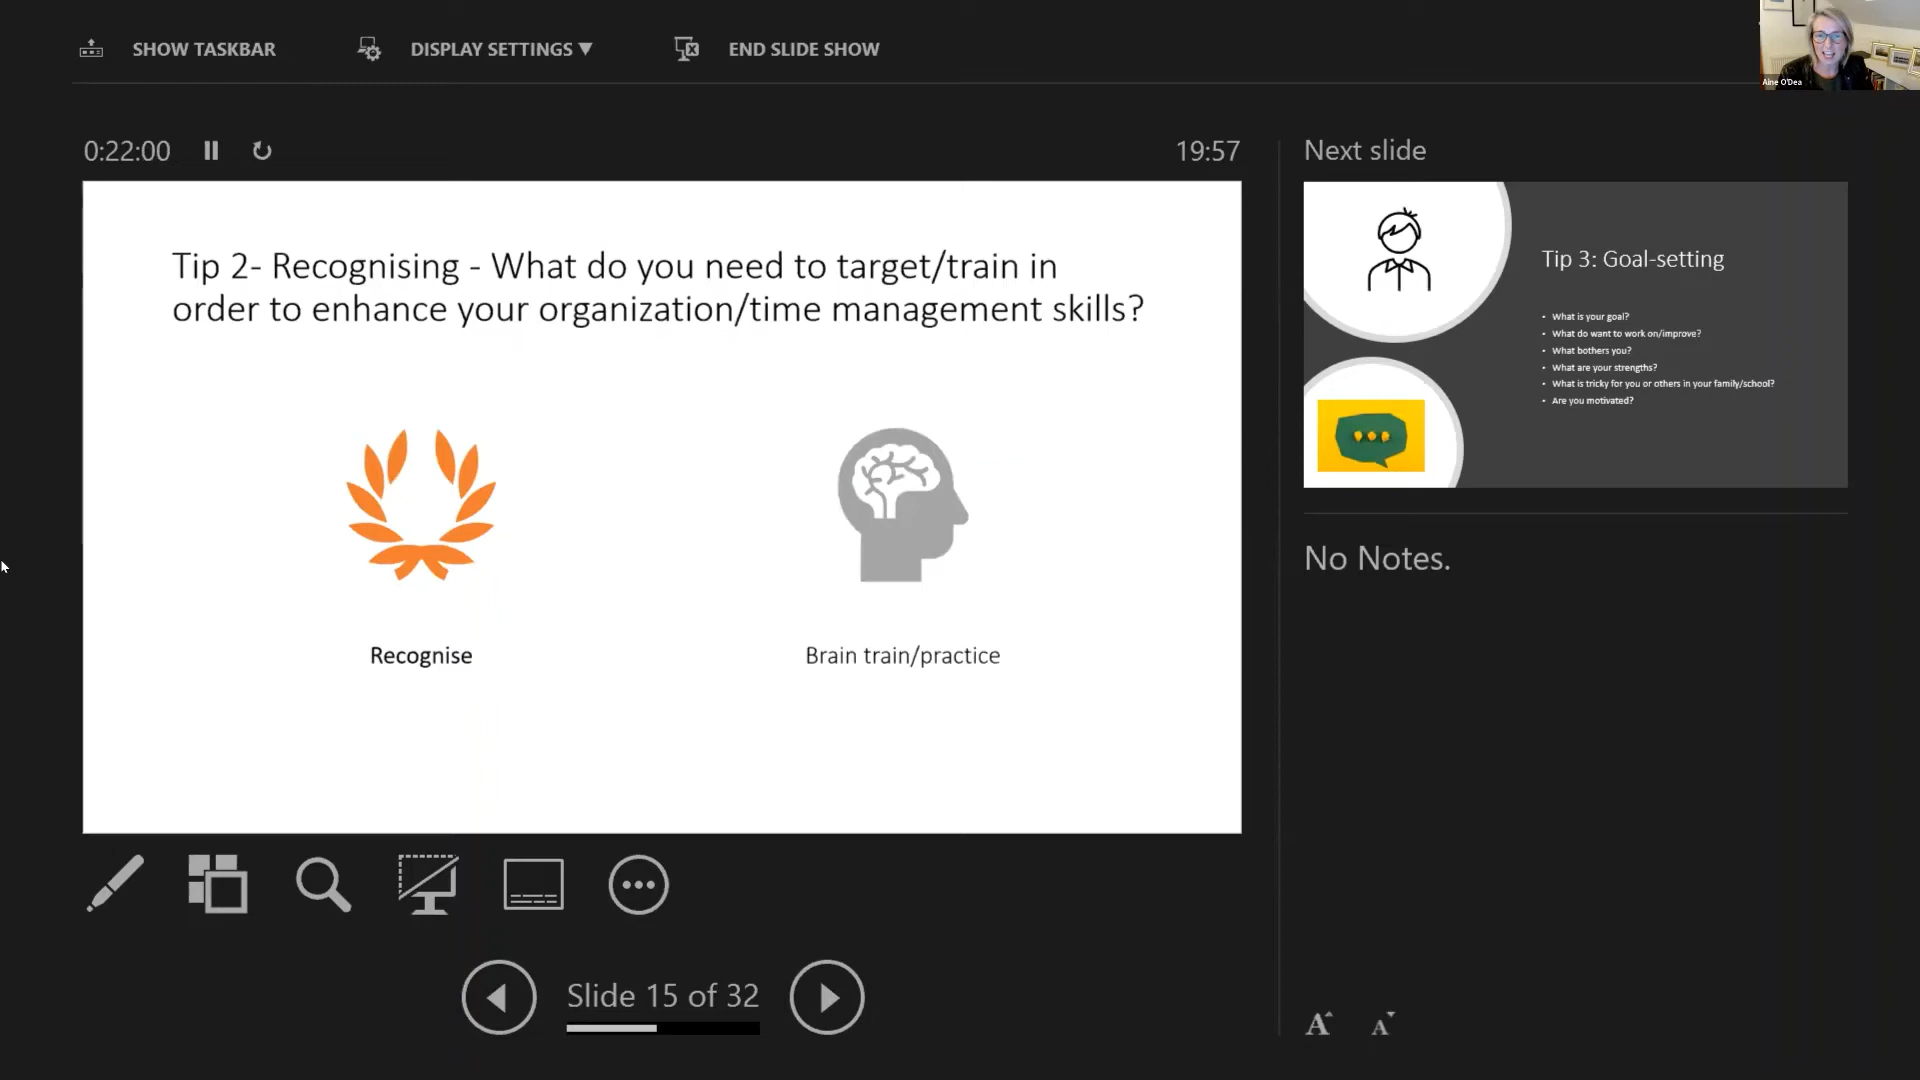 SHOW TASKBAR
DISPLAY SETTINGS ▼
END SLIDE SHOW
Aine O'Dea
0:22:00
19:57
Next slide
Tip 2- Recognising - What do you need to target/train in
order to enhance your organization/time management skills?
Recognise
Brain train/practice
Tip 3: Goal-setting
• What is your goal?
• What do want to work on/improve?
• What bothers you?
• What are your strengths?
• What is tricky for you or others in your family/school?
• Are you motivated?
No Notes.
Slide 15 of 32
A
A